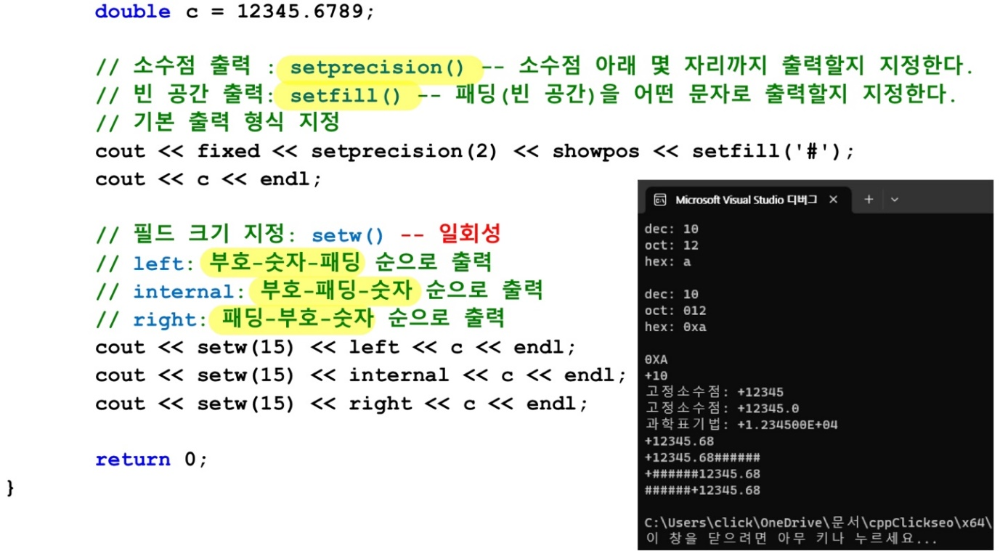 double c = 12345.6789;
// 소수점 출력 : setprecision() -- 소수점 아래 몇 자리까지 출력할지 지정한다.
// 빈 공간 출력: setfill() -- 패딩(빈 공간)을 어떤 문자로 출력할지 지정한다.
// 기본 출력 형식 지정
cout << fixed << setprecision(2) << showpos << setfill('#');
cout << c << endl;
// 필드 크기 지정: setw() -- 일회성
// left: 부호-숫자-패딩 순으로 출력
// internal: 부호-패딩-숫자 순으로 출력
// right: 패딩-부호-숫자 순으로 출력
cout << setw(15) << left << c << endl;
cout << setw(15) << internal << c << endl;
cout << setw(15) << right << c << endl;
return 0;
}
Microsoft Visual Studio 디버그
dec: 10
oct: 12
hex: a
dec: 10
oct: 012
hex: 0xa
0XA
+10
고정소수점: +12345
고정소수점: +12345.0
과학표기법: +1.234500E+04
+12345.68
+12345.68######
+######12345.68
######+12345.68
C:\Users\click\OneDrive\문서\cppClickseo\x64\
이 창을 닫으려면 아무 키나 누르세요...